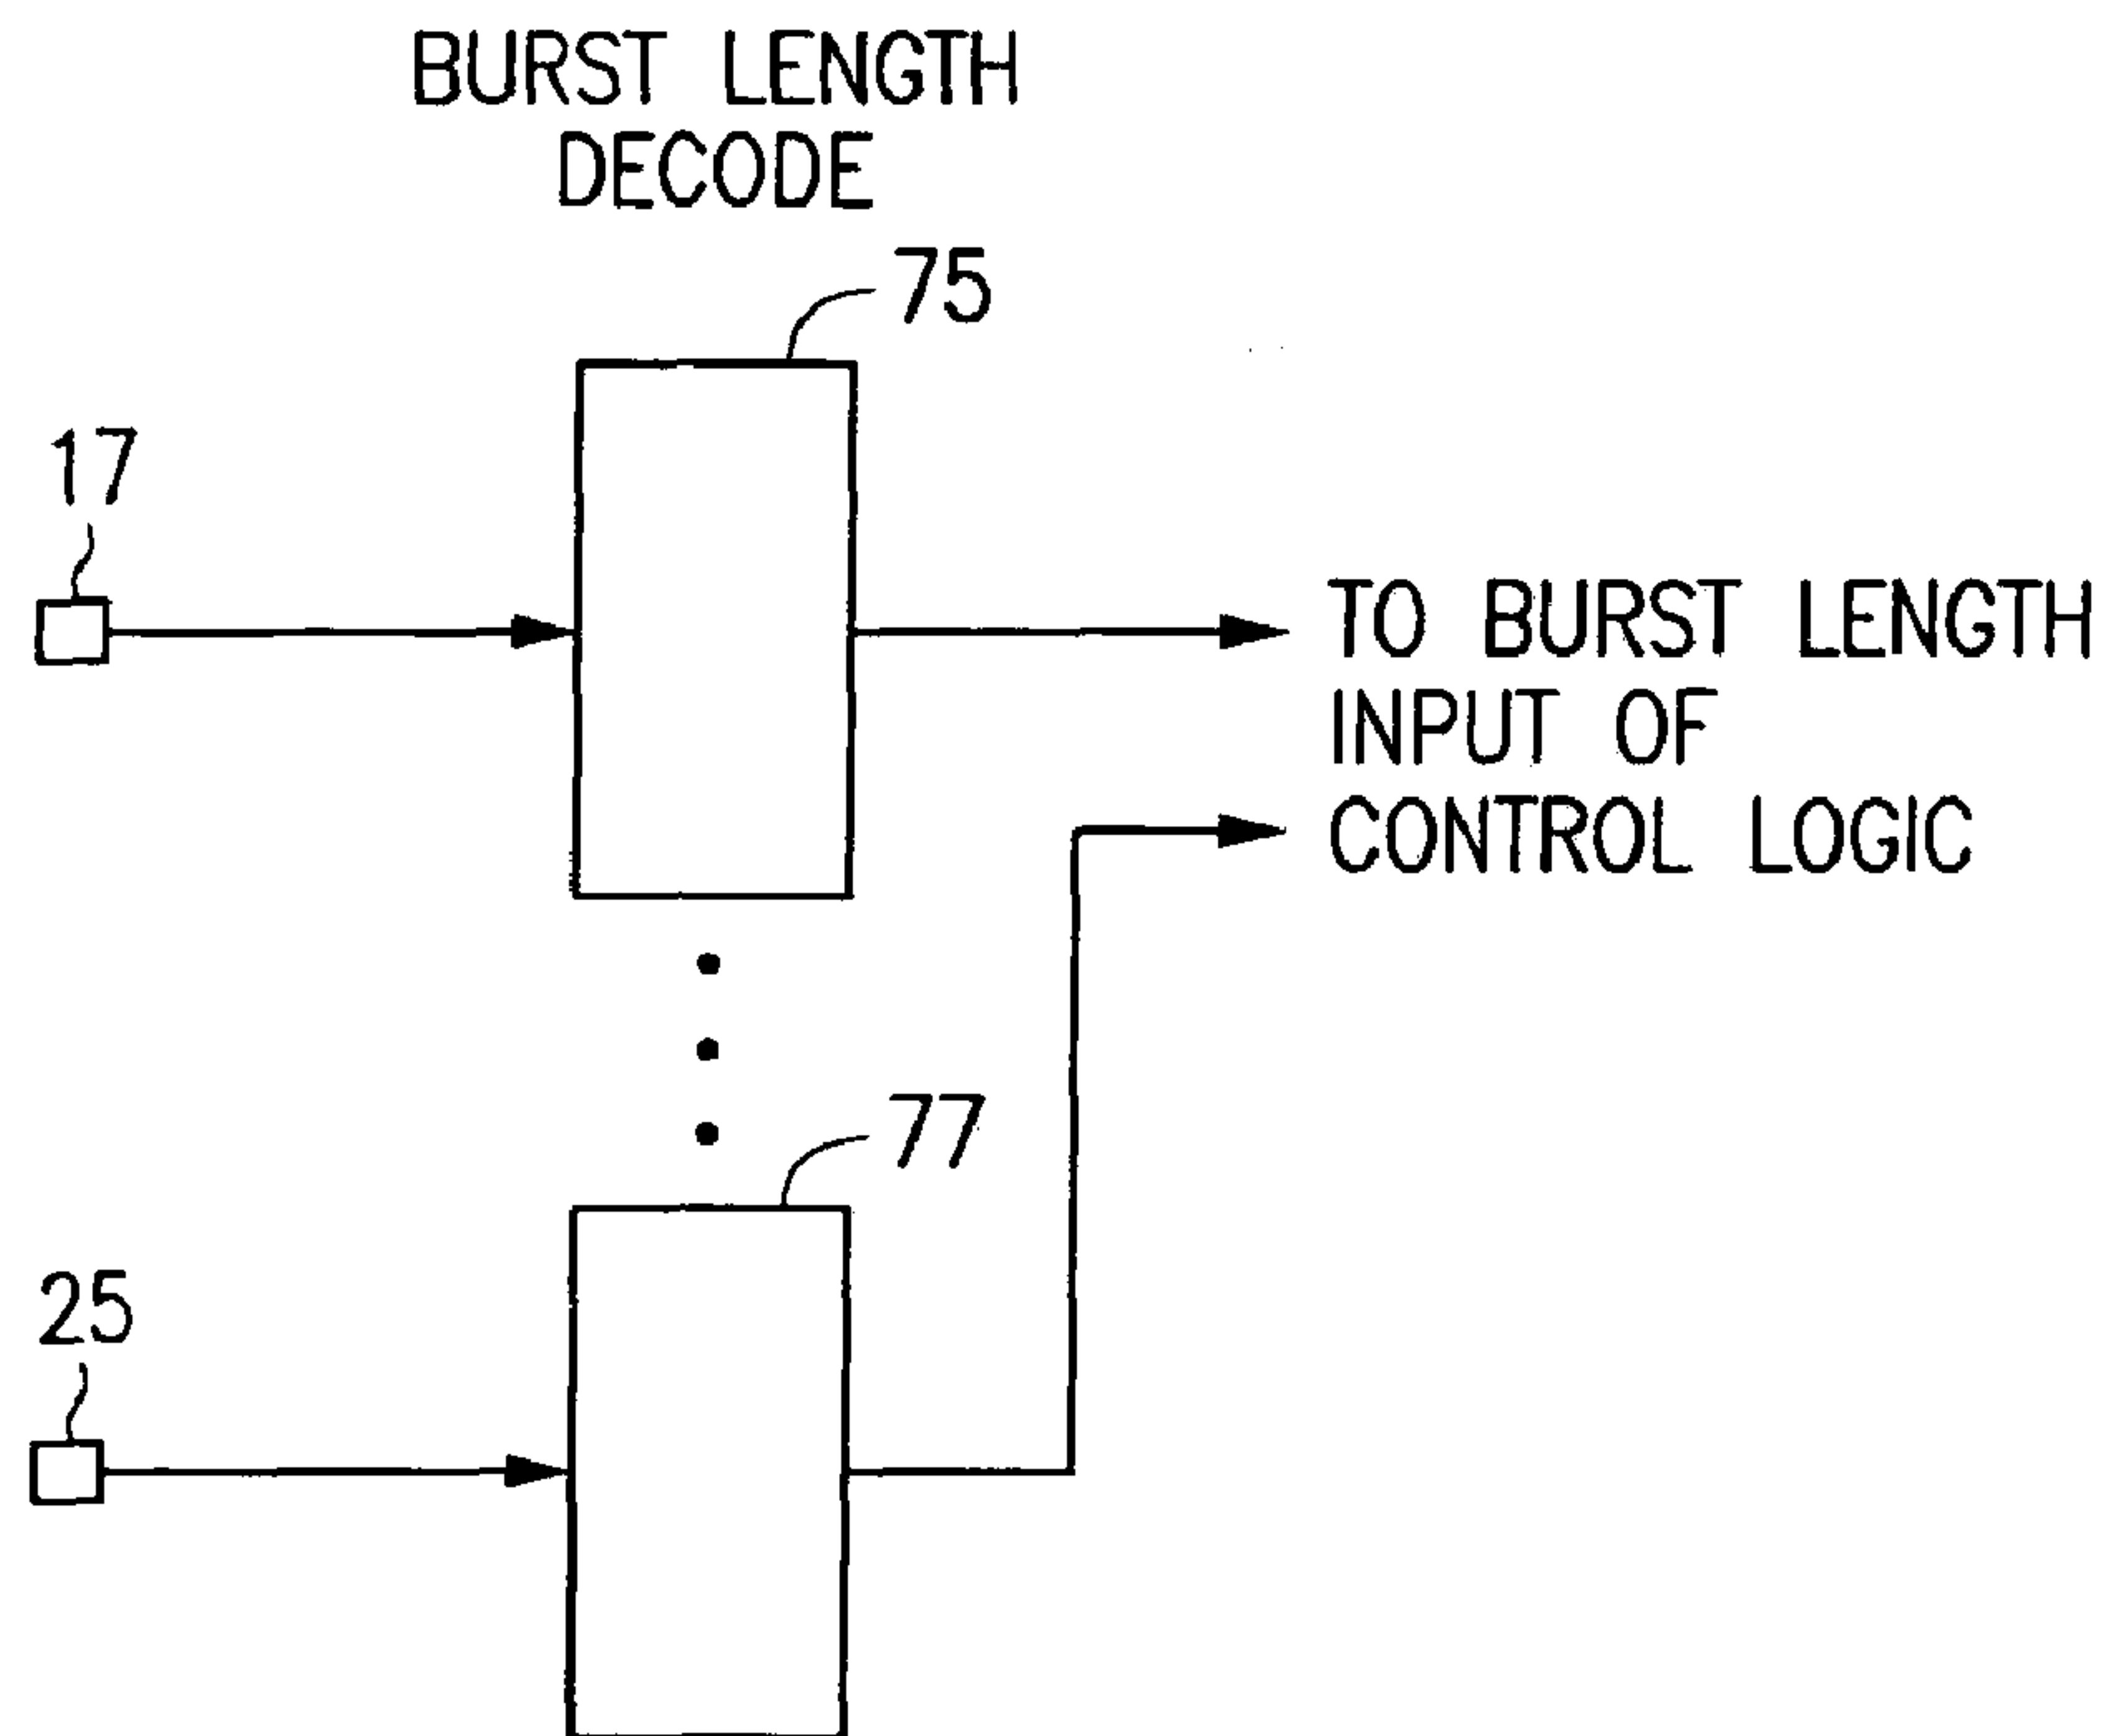 BURST LENGTH
DECODE
75
17
TO BURST LENGTH
INPUT OF
CONTROL LOGIC
77
25